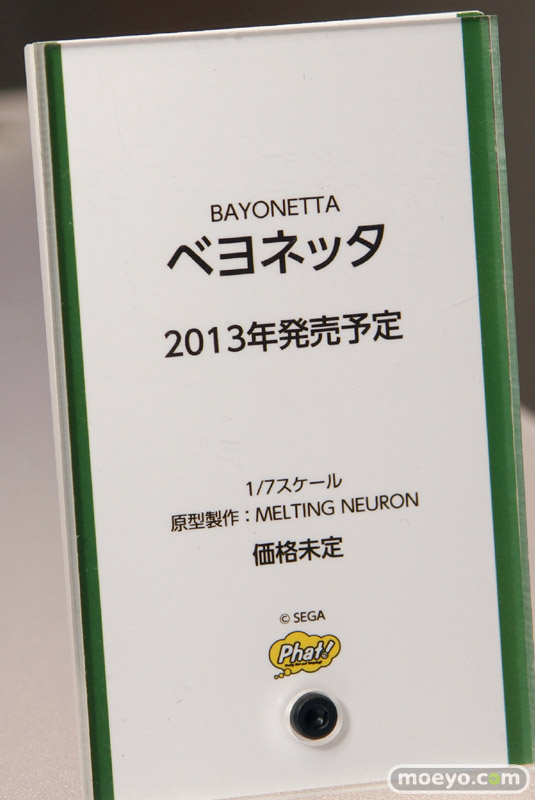 BAYONETTA
ベヨネッタ
2013年発売予定
1/7スケール
原型製作：MELTING NEURON
価格未定
© SEGA
Phat!
moeyo.com